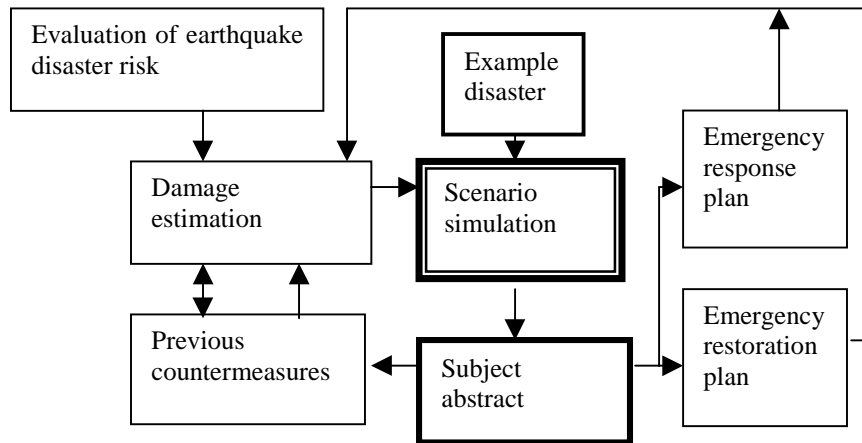 Evaluation of earthquake
disaster risk
Example
disaster
Damage
estimation
Scenario
simulation
Emergency
response
plan
Previous
countermeasures
Subject
abstract
Emergency
restoration
plan